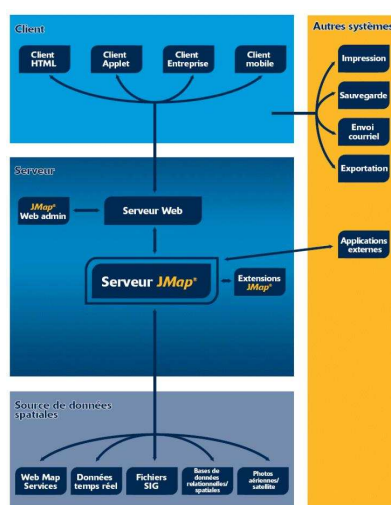 Client
Client
HTML
Client
Applet
Client
Entreprise
Client
mobile
Autres systèmes
Impression
Sauvegarde
Envoi
courriel
Exportation
Serveur
JMap®
Web admin
Serveur Web
Serveur JMap®
Extensions
JMap®
Applications
externes
Source de données
spatiales
Web Map
Services
Données
temps réel
Fichiers
SIG
Bases de
données
relationnelles/
spatiales
Photos
aériennes/
satellite